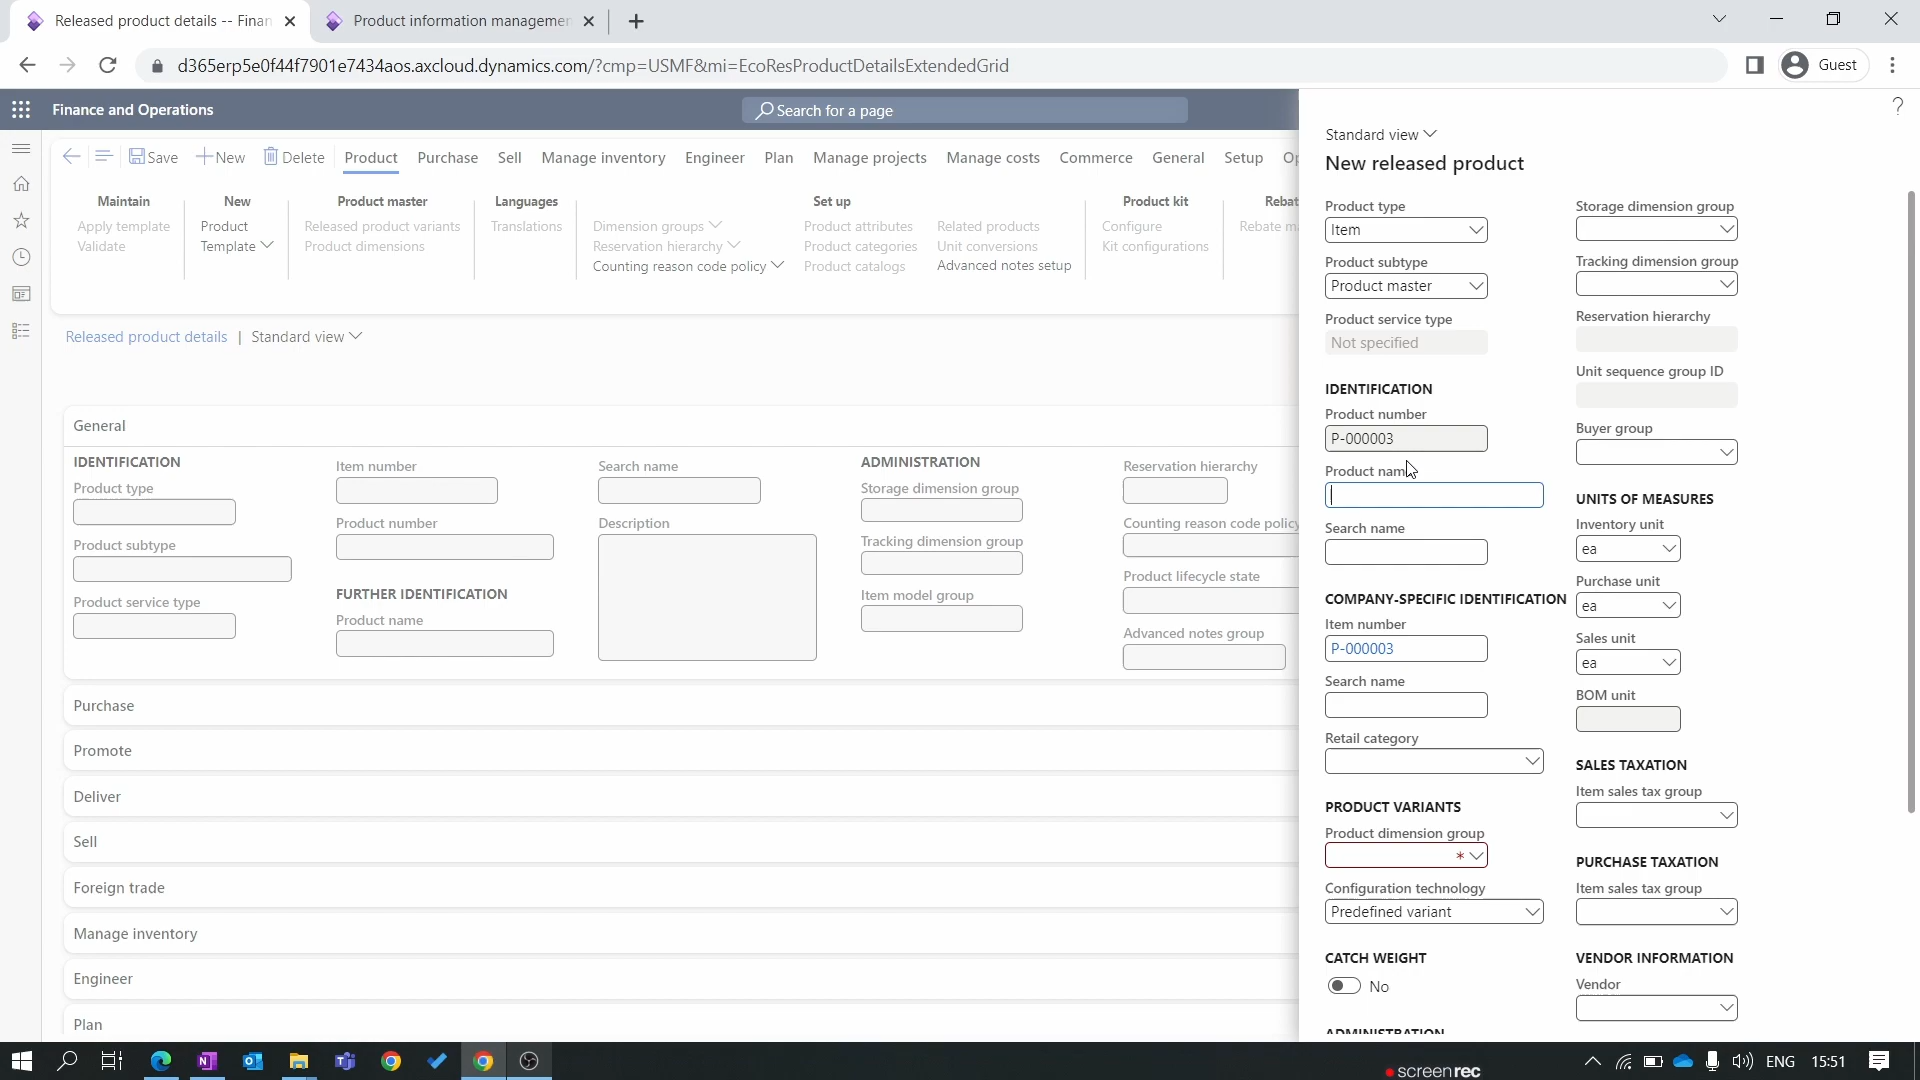 Released product details -- Finan
Product information managemen
d365erp5e0f44f7901e7434aos.axcloud.dynamics.com/?cmp=USMF&mi=EcoResProductDetailsExtendedGrid
Guest
Finance and Operations
Search for a page
?
Save
New
Delete
Product
Purchase
Sell
Manage inventory
Engineer
Plan
Manage projects
Manage costs
Commerce
General
Setup
Op
Maintain
Apply template
Validate
New
Product
Template
Product master
Released product variants
Product dimensions
Languages
Translations
Set up
Dimension groups
Reservation hierarchy
Counting reason code policy
Product attributes
Product categories
Product catalogs
Related products
Unit conversions
Advanced notes setup
Product kit
Configure
Kit configurations
Rebat
Rebate ma
Released product details | Standard view
General
IDENTIFICATION
Product type
Product subtype
Product service type
Item number
Product number
FURTHER IDENTIFICATION
Product name
Search name
Description
ADMINISTRATION
Storage dimension group
Tracking dimension group
Item model group
Reservation hierarchy
Counting reason code policy
Product lifecycle state
Advanced notes group
Purchase
Promote
Deliver
Sell
Foreign trade
Manage inventory
Engineer
Plan
Standard view
New released product
Product type
Item
Product subtype
Product master
Product service type
Not specified
IDENTIFICATION
Product number
P-000003
Product name
Search name
COMPANY-SPECIFIC IDENTIFICATION
Item number
P-000003
Search name
Retail category
PRODUCT VARIANTS
Product dimension group
*
Configuration technology
Predefined variant
CATCH WEIGHT
No
ADMINISTRATION
Storage dimension group
Tracking dimension group
Reservation hierarchy
Unit sequence group ID
Buyer group
UNITS OF MEASURES
Inventory unit
ea
Purchase unit
ea
Sales unit
ea
BOM unit
SALES TAXATION
Item sales tax group
PURCHASE TAXATION
Item sales tax group
VENDOR INFORMATION
Vendor
screenrec
ENG
15:51